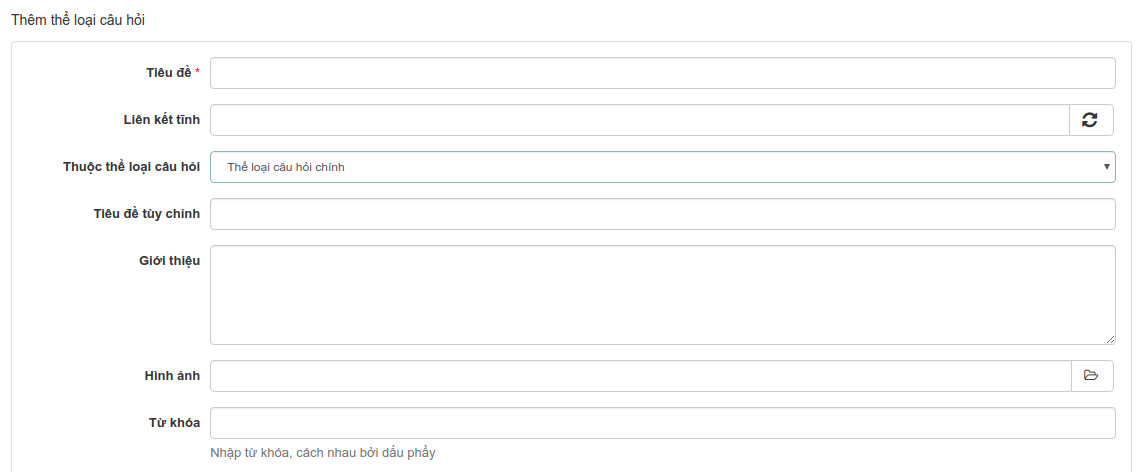 Thêm thể loại câu hỏi
Tiêu đề *
Liên kết tĩnh
Thuộc thể loại câu hỏi
Thể loại câu hỏi chính
Tiêu đề tùy chỉnh
Giới thiệu
Hình ảnh
Từ khóa
Nhập từ khóa, cách nhau bởi dấu phẩy